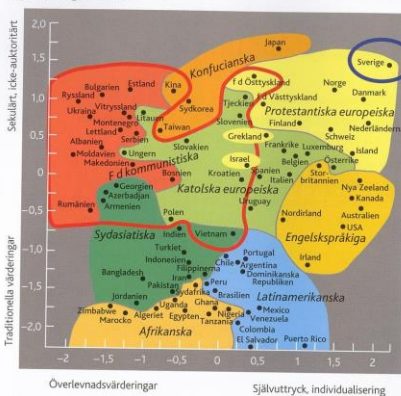 Sekulärt, icke-auktoritärt
Traditionella värderingar
2,0
1,5
1,0
0,5
0
−0,5
−1,0
−1,5
−2,0
Japan
Sverige
Konfucianska
Bulgarien
Estland
Kina
f d Östtyskland
Norge
Ryssland
Danmark
Ukraina
Vitryssland
Sydkorea
Tjeckien
f d Västtyskland
Protestantiska europeiska
Montenegro
Litauen
Slovenien
Finland
Nederländerna
Lettland
Serbien
Taiwan
Grekland
Schweiz
Albanien
Slovakien
Frankrike
Luxemburg
Island
Moldavien
Ungern
Israel
Belgien
Österrike
Makedonien
F d kommunistiska
Bosnien
Kroatien
Spanien
Italien
Stor-
britannien
Georgien
Katolska europeiska
Nya Zeeland
Azerbadjan
Uruguay
Kanada
Rumänien
Armenien
Australien
Polen
Nordirland
USA
Sydasiatiska
Indien
Vietnam
Engelskspråkiga
Turkiet
Chile
Portugal
Irland
Indonesien
Argentina
Filippinerna
Dominikanska
Republiken
Bangladesh
Iran
Peru
Pakistan
Sydafrika
Brasilien
Latinamerikanska
Jordanien
Uganda
Ghana
Zimbabwe
Algeriet
Egypten
Nigeria
Mexico
Marocko
Tanzania
Venezuela
Afrikanska
Colombia
El Salvador
Puerto Rico
−2
−1,5
−1
−0,5
0
0,5
1
1,5
2
Överlevnadsvärderingar
Självuttryck, individualisering